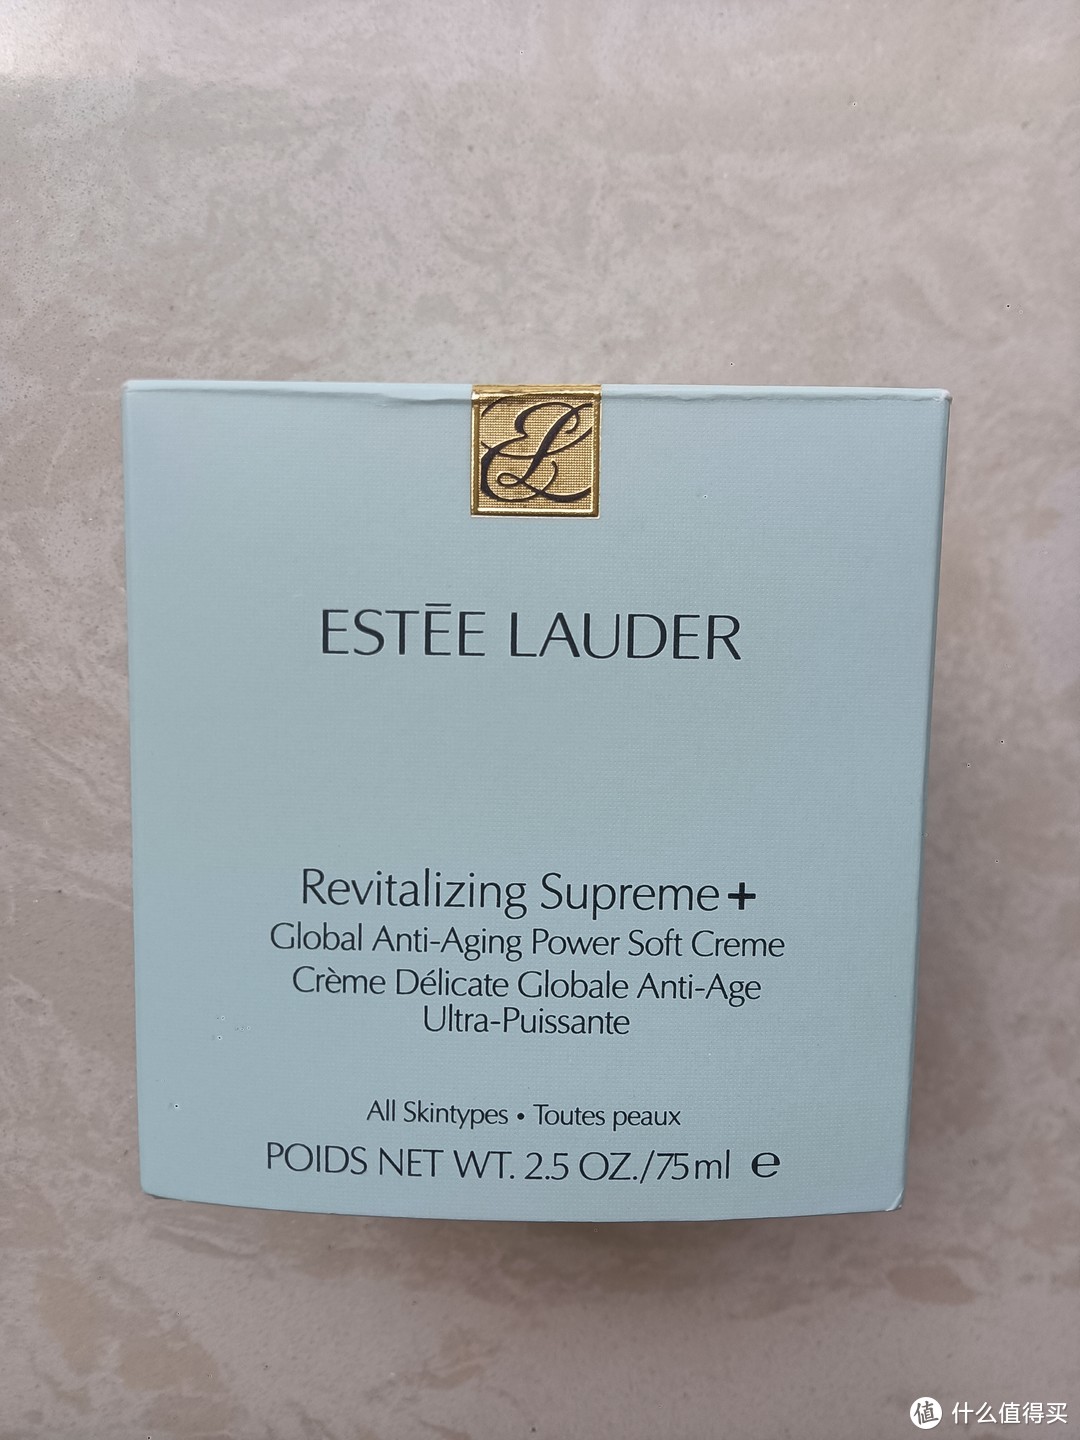 EL
ESTĒE LAUDER
Revitalizing Supreme+
Global Anti-Aging Power Soft Creme
Crème Délicate Globale Anti-Age
Ultra-Puissante
All Skintypes • Toutes peaux
POIDS NET WT. 2.5 OZ./75ml ℮
值 什么值得买